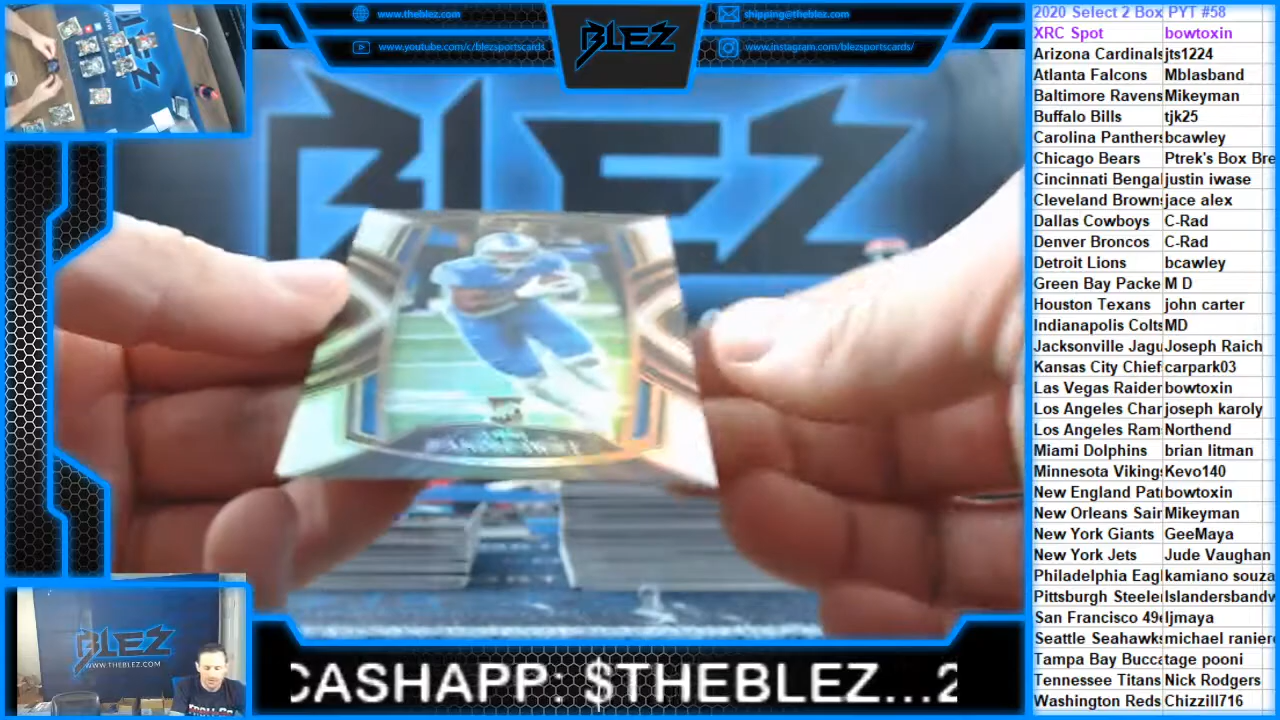 www.theblez.com
www.youtube.com/c/blezsportscards
BLEZ
shipping@theblez.com
www.instagram.com/blezsportscards/
BLEZ
BLEZ
WWW.THEBLEZ.COM
CASHAPP: $THEBLEZ...2
2020 Select 2 Box PYT #58
XRC Spot bowtoxin
Arizona Cardinals jts1224
Atlanta Falcons Mblasband
Baltimore Ravens Mikeyman
Buffalo Bills tjk25
Carolina Panthers bcawley
Chicago Bears Ptrek's Box Bre
Cincinnati Bengal justin iwase
Cleveland Browns jace alex
Dallas Cowboys C-Rad
Denver Broncos C-Rad
Detroit Lions bcawley
Green Bay Packe M D
Houston Texans john carter
Indianapolis Colts MD
Jacksonville Jagu Joseph Raich
Kansas City Chief carpark03
Las Vegas Raider bowtoxin
Los Angeles Char joseph karoly
Los Angeles Ram Northend
Miami Dolphins brian litman
Minnesota Viking Kevo140
New England Pat bowtoxin
New Orleans Sain Mikeyman
New York Giants GeeMaya
New York Jets Jude Vaughan
Philadelphia Eagl kamiano souza
Pittsburgh Steeler Islandersbandw
San Francisco 49 ljmaya
Seattle Seahawks michael ranier
Tampa Bay Bucca tage pooni
Tennessee Titans Nick Rodgers
Washington Reds Chizzill716